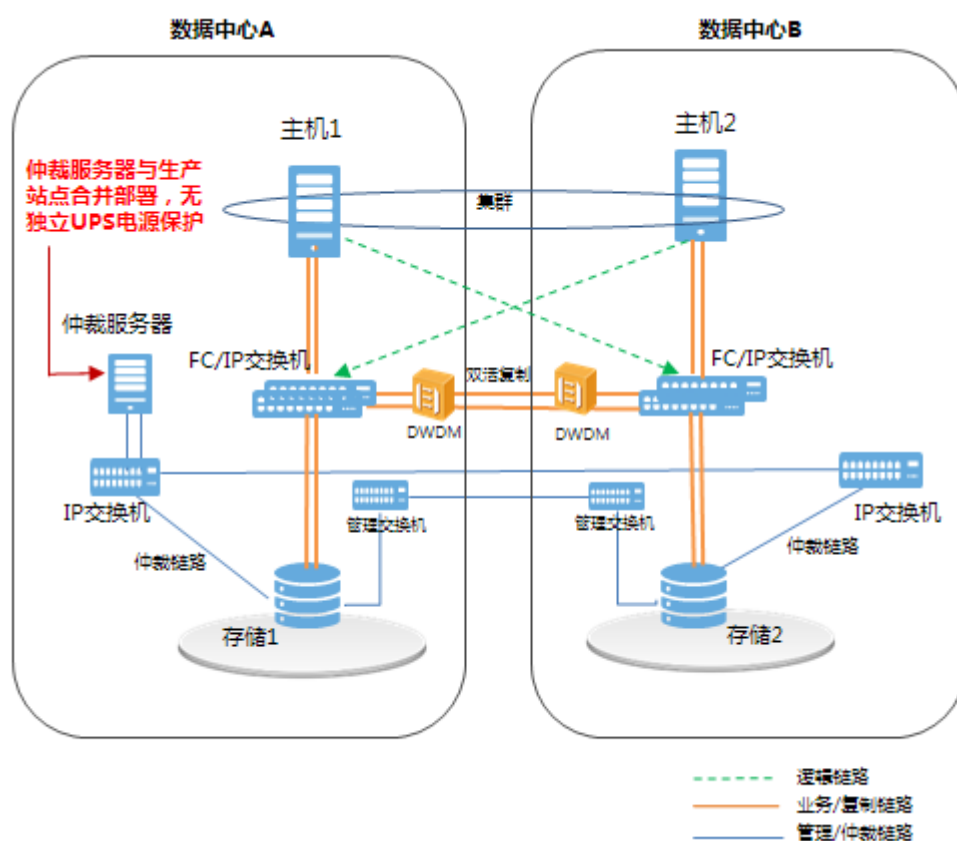 数据中心A
数据中心B
主机1
主机2
仲裁服务器与生产
站点合并部署，无
独立UPS电源保护
集群
仲裁服务器
FC/IP交换机
FC/IP交换机
双活复制
DWDM
DWDM
IP交换机
管理交换机
管理交换机
IP交换机
仲裁链路
仲裁链路
存储1
存储2
逻辑链路
业务/复制链路
管理/仲裁链路